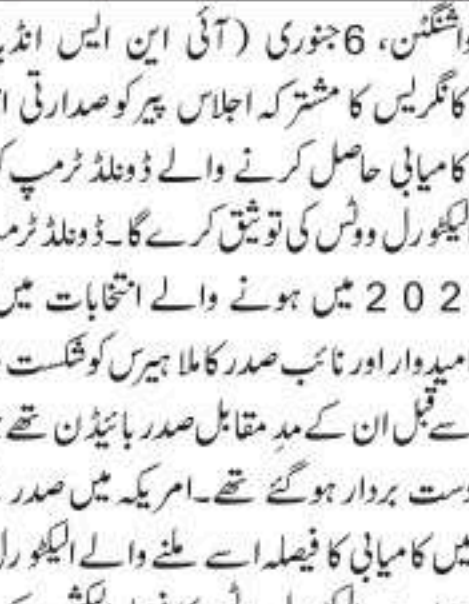 واشنگٹن، 6جنوری (آئی این ایس انڈیا
کانگریس کا مشترکہ اجلاس پیر کو صدارتی
کامیابی حاصل کرنے والے ڈونلڈ ٹرمپ
الیکٹورل ووٹس کی توثیق کرے گا۔ ڈونلڈ ٹرمپ
202 میں ہونے والے انتخابات میں
امیدوار اور نائب صدر کاملا ہیرس کو شکست
سے قبل ان کے مدِ مقابل صدر بائیڈن تھے
دست بردار ہوگئے تھے۔ امریکہ میں صدر
میں کامیابی کا فیصلہ اسے ملنے والے الیکٹورل